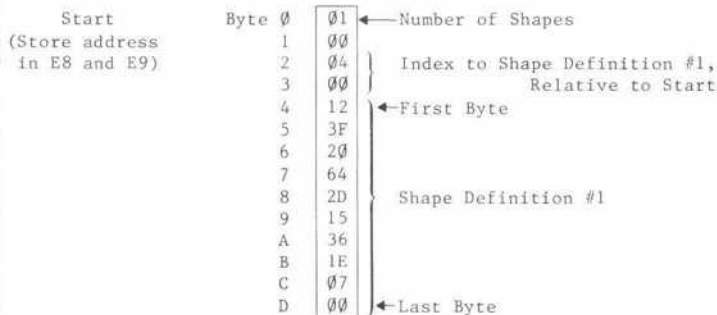 Start Byte Ø Ø1 Number of Shapes
(Store address 1 ØØ
in E8 and E9) 2 Ø4 Index to Shape Definition #1,
3 ØØ Relative to Start
4 12 First Byte
5 3F
6 2Ø
7 64
8 2D Shape Definition #1
9 15
A 36
B 1E
C Ø7
D ØØ Last Byte